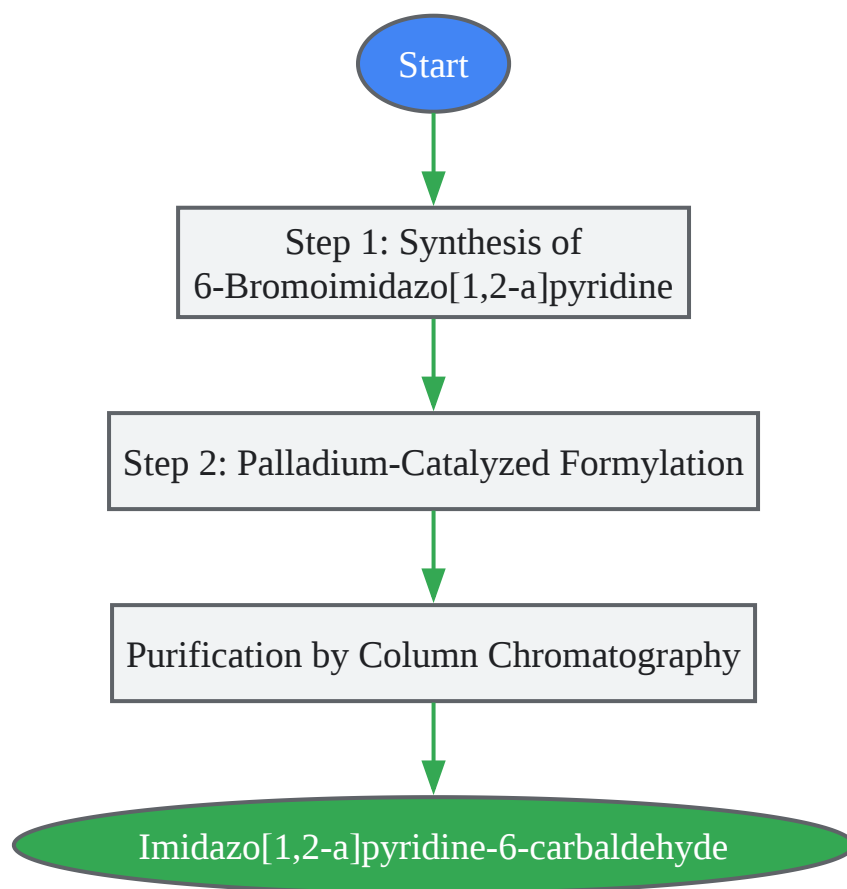 Start
Step 1: Synthesis of
6-Bromoimidazo[1,2-a]pyridine
Step 2: Palladium-Catalyzed Formylation
Purification by Column Chromatography
Imidazo[1,2-a]pyridine-6-carbaldehyde